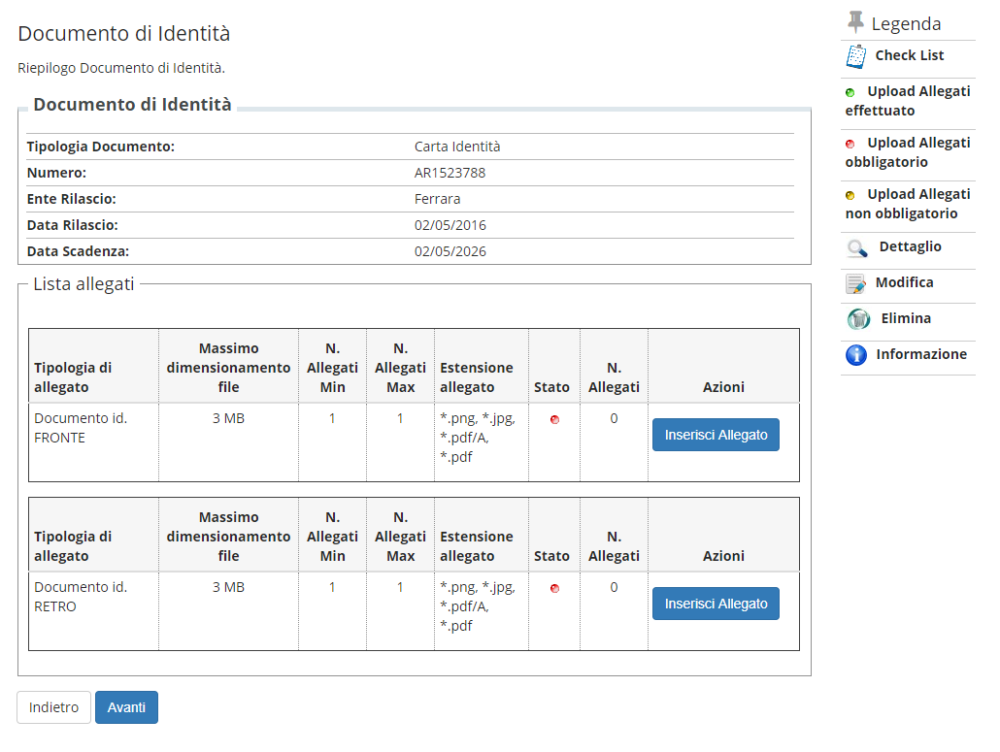 Documento di Identità
Riepilogo Documento di Identità.
Documento di Identità
Tipologia Documento: Carta Identità
Numero: AR1523788
Ente Rilascio: Ferrara
Data Rilascio: 02/05/2016
Data Scadenza: 02/05/2026
Lista allegati
Tipologia di allegato Massimo dimensionamento file N. Allegati Min N. Allegati Max Estensione allegato Stato N. Allegati Azioni
Documento id. FRONTE 3 MB 1 1 *.png, *.jpg, *.pdf/A, *.pdf 0 Inserisci Allegato
Tipologia di allegato Massimo dimensionamento file N. Allegati Min N. Allegati Max Estensione allegato Stato N. Allegati Azioni
Documento id. RETRO 3 MB 1 1 *.png, *.jpg, *.pdf/A, *.pdf 0 Inserisci Allegato
Indietro Avanti
Legenda
Check List
Upload Allegati
effettuato
Upload Allegati
obbligatorio
Upload Allegati
non obbligatorio
Dettaglio
Modifica
Elimina
Informazione